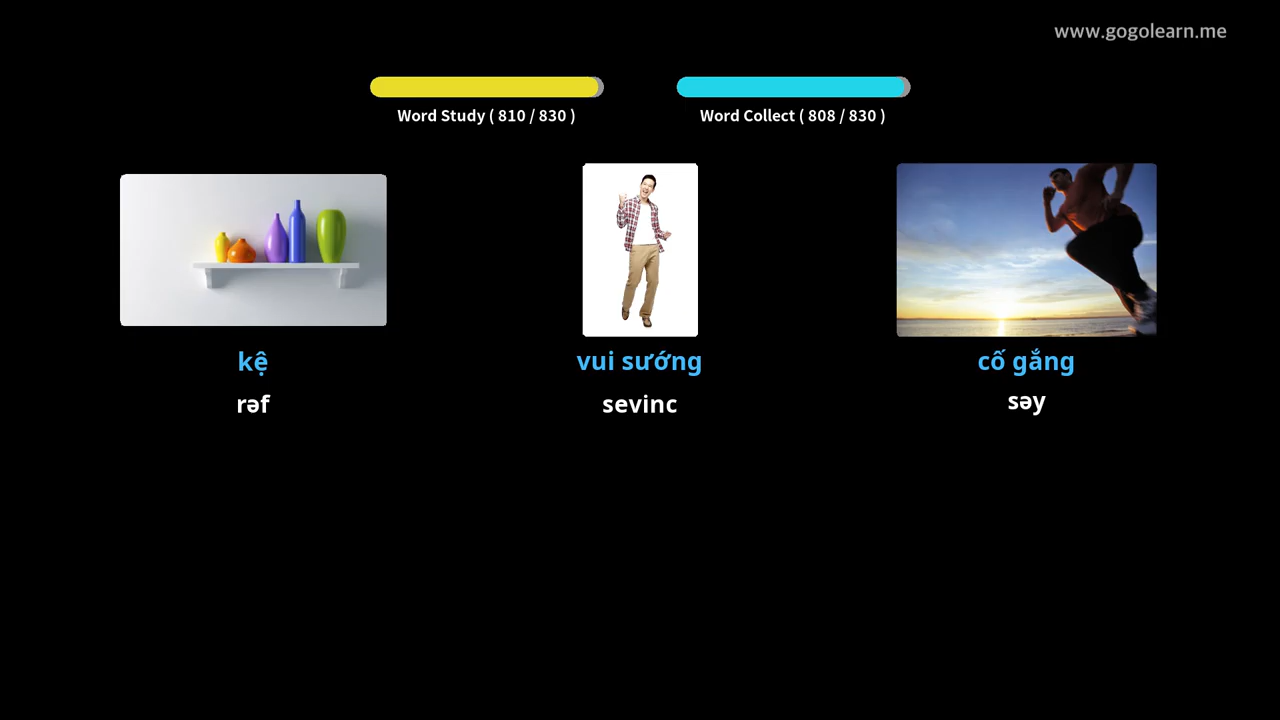 www.gogolearn.me
Word Study ( 810 / 830 )
Word Collect ( 808 / 830 )
kệ
vui sướng
cố gắng
rəf
sevinc
səy